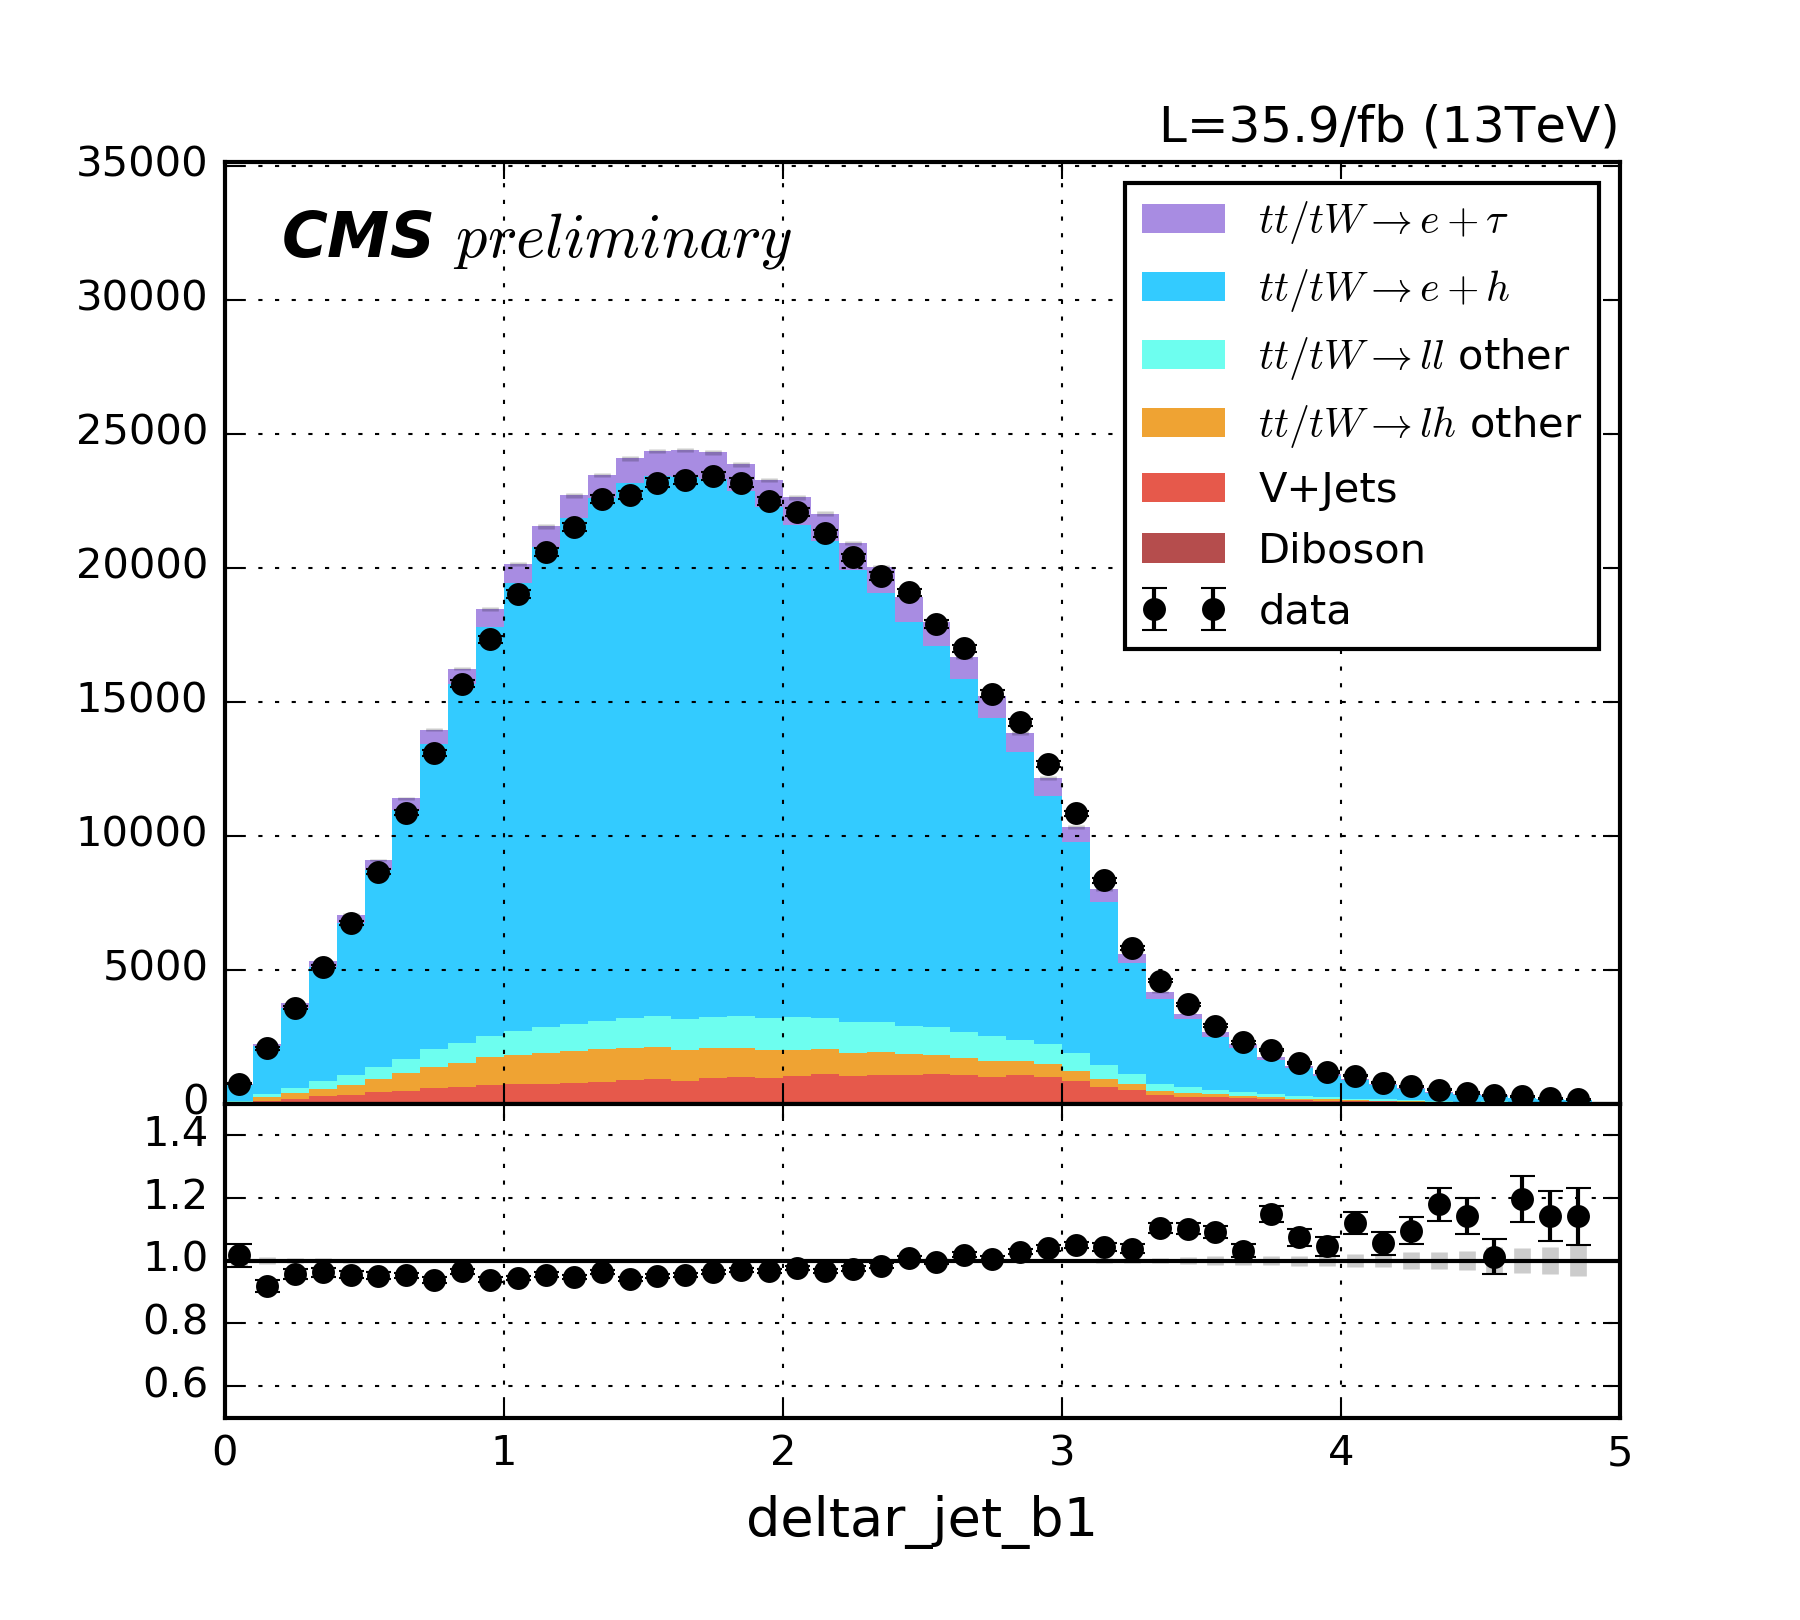 L=35.9/fb (13TeV)
35000
CMS preliminary
30000
25000
20000
15000
10000
5000
0
tt/tW→e+τ
tt/tW→e+h
tt/tW→ll other
tt/tW→lh other
V+Jets
Diboson
data
1.4
1.2
1.0
0.8
0.6
0 1 2 3 4 5
deltar_jet_b1